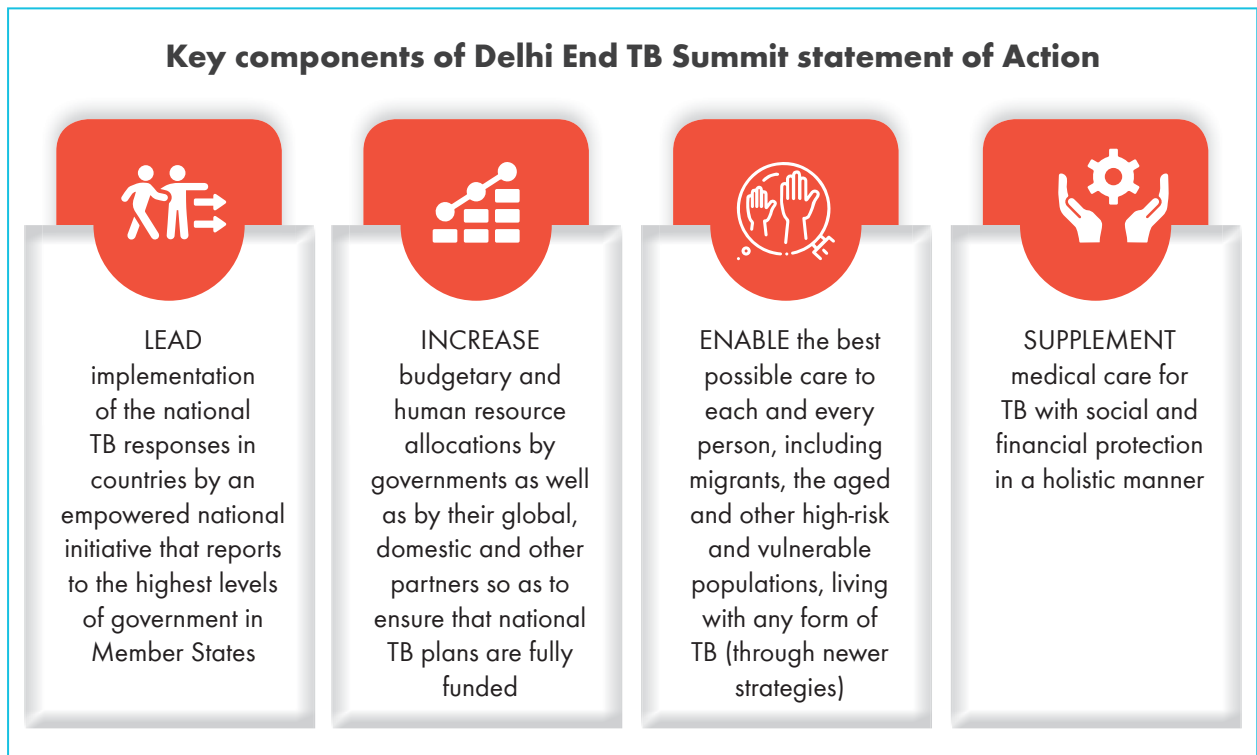 Key components of Delhi End TB Summit statement of Action
LEAD
implementation
of the national
TB responses in
countries by an
empowered national
initiative that reports
to the highest levels
of government in
Member States
INCREASE
budgetary and
human resource
allocations by
governments as well
as by their global,
domestic and other
partners so as to
ensure that national
TB plans are fully
funded
ENABLE the best
possible care to
each and every
person, including
migrants, the aged
and other high-risk
and vulnerable
populations, living
with any form of
TB (through newer
strategies)
SUPPLEMENT
medical care for
TB with social and
financial protection
in a holistic manner